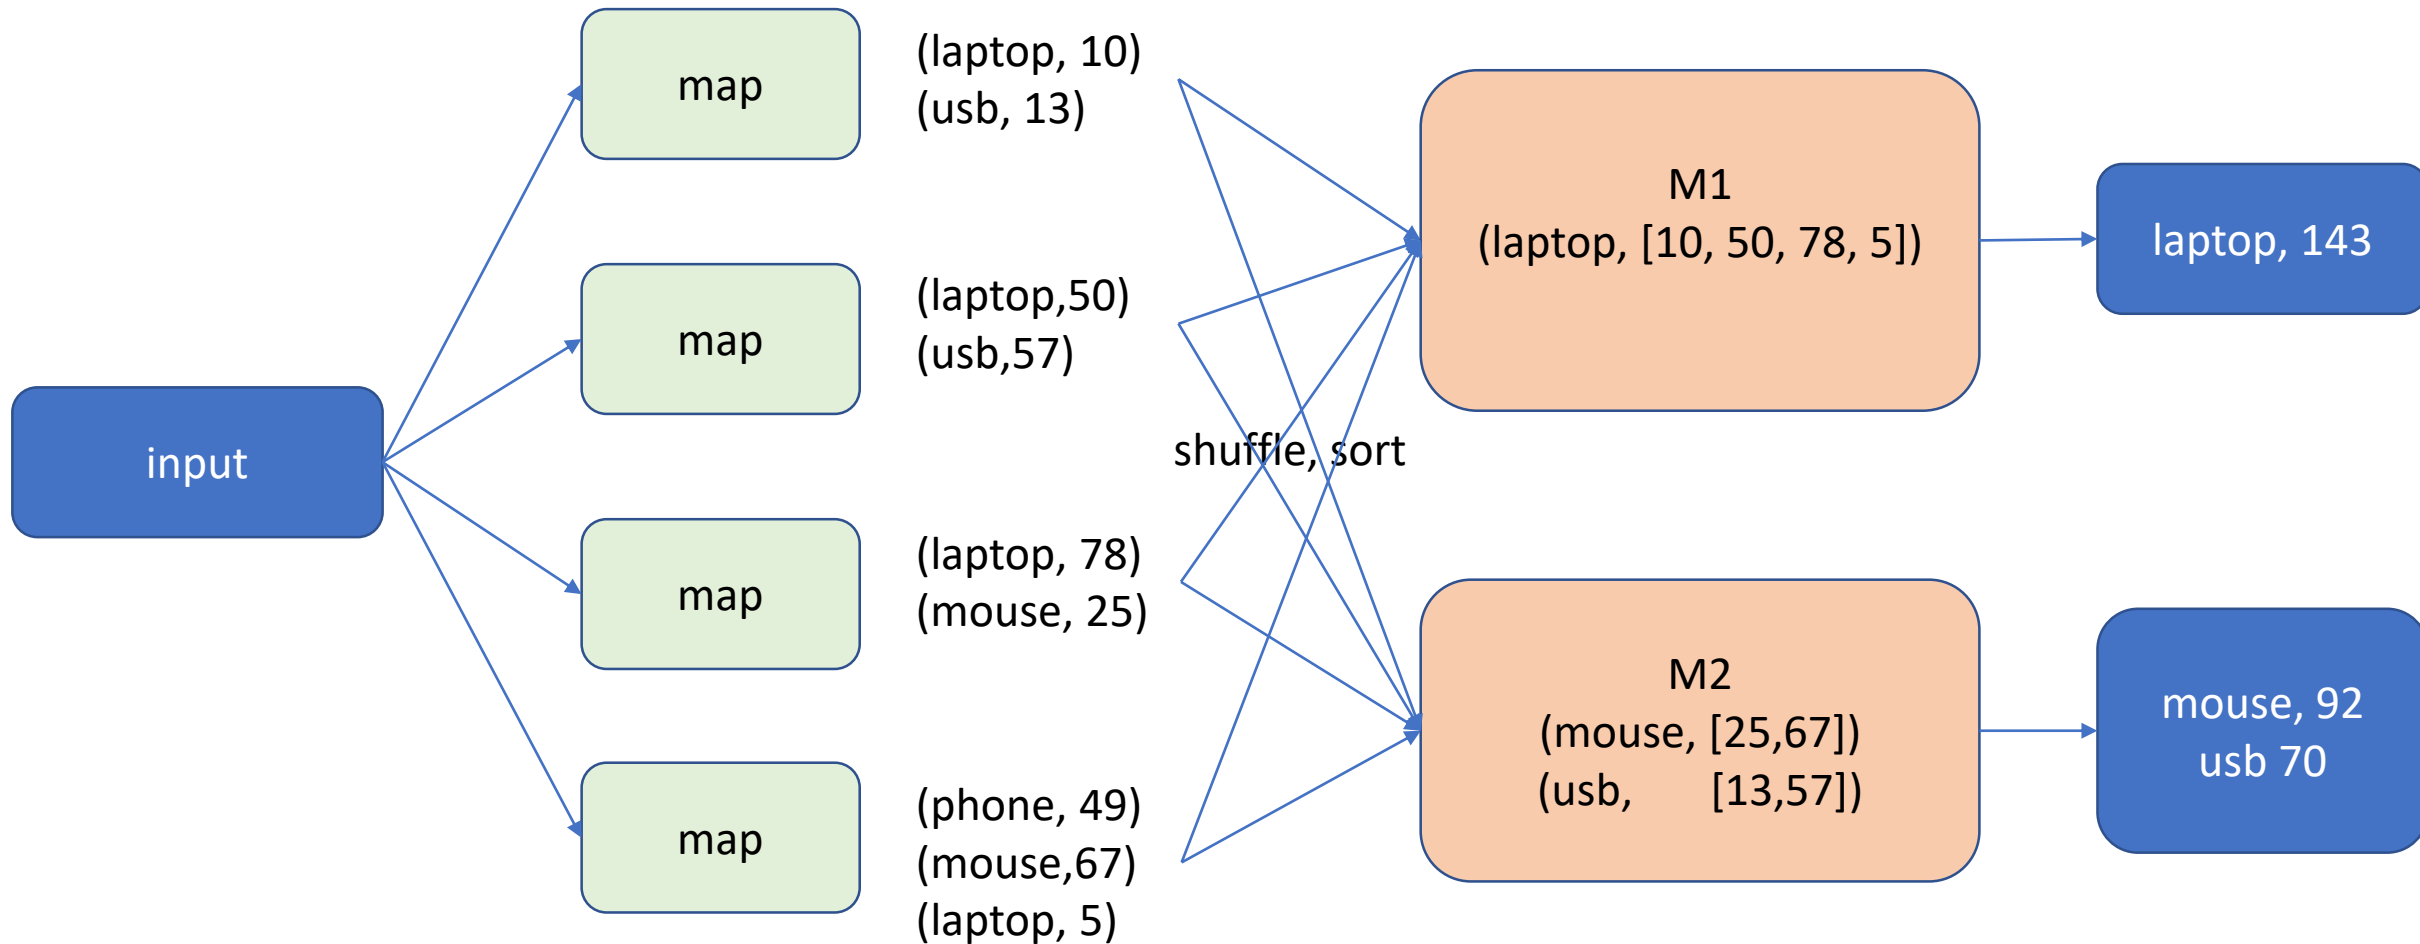 input
map
(laptop, 10)
(usb, 13)
map
(laptop,50)
(usb,57)
map
(laptop, 78)
(mouse, 25)
map
(phone, 49)
(mouse,67)
(laptop, 5)
shuffle, sort
M1
(laptop, [10, 50, 78, 5])
M2
(mouse, [25,67])
(usb, [13,57])
laptop, 143
mouse, 92
usb 70